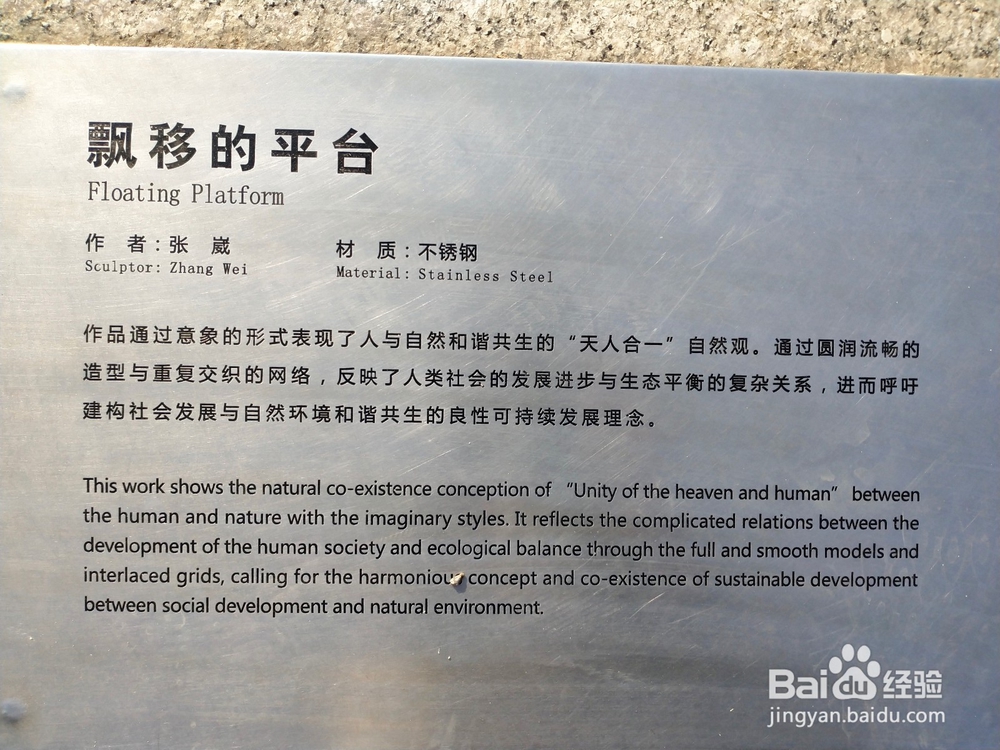 飘移的平台
Floating Platform
作 者：张 崴 材 质：不锈钢
Sculptor: Zhang Wei Material: Stainless Steel
作品通过意象的形式表现了人与自然和谐共生的“天人合一”自然观。通过圆润流畅的
造型与重复交织的网络，反映了人类社会的发展进步与生态平衡的复杂关系，进而呼吁
建构社会发展与自然环境和谐共生的良性可持续发展理念。
This work shows the natural co-existence conception of “Unity of the heaven and human” between
the human and nature with the imaginary styles. It reflects the complicated relations between the
development of the human society and ecological balance through the full and smooth models and
interlaced grids, calling for the harmonious concept and co-existence of sustainable development
between social development and natural environment.
Baidu经验
jingyan.baidu.com